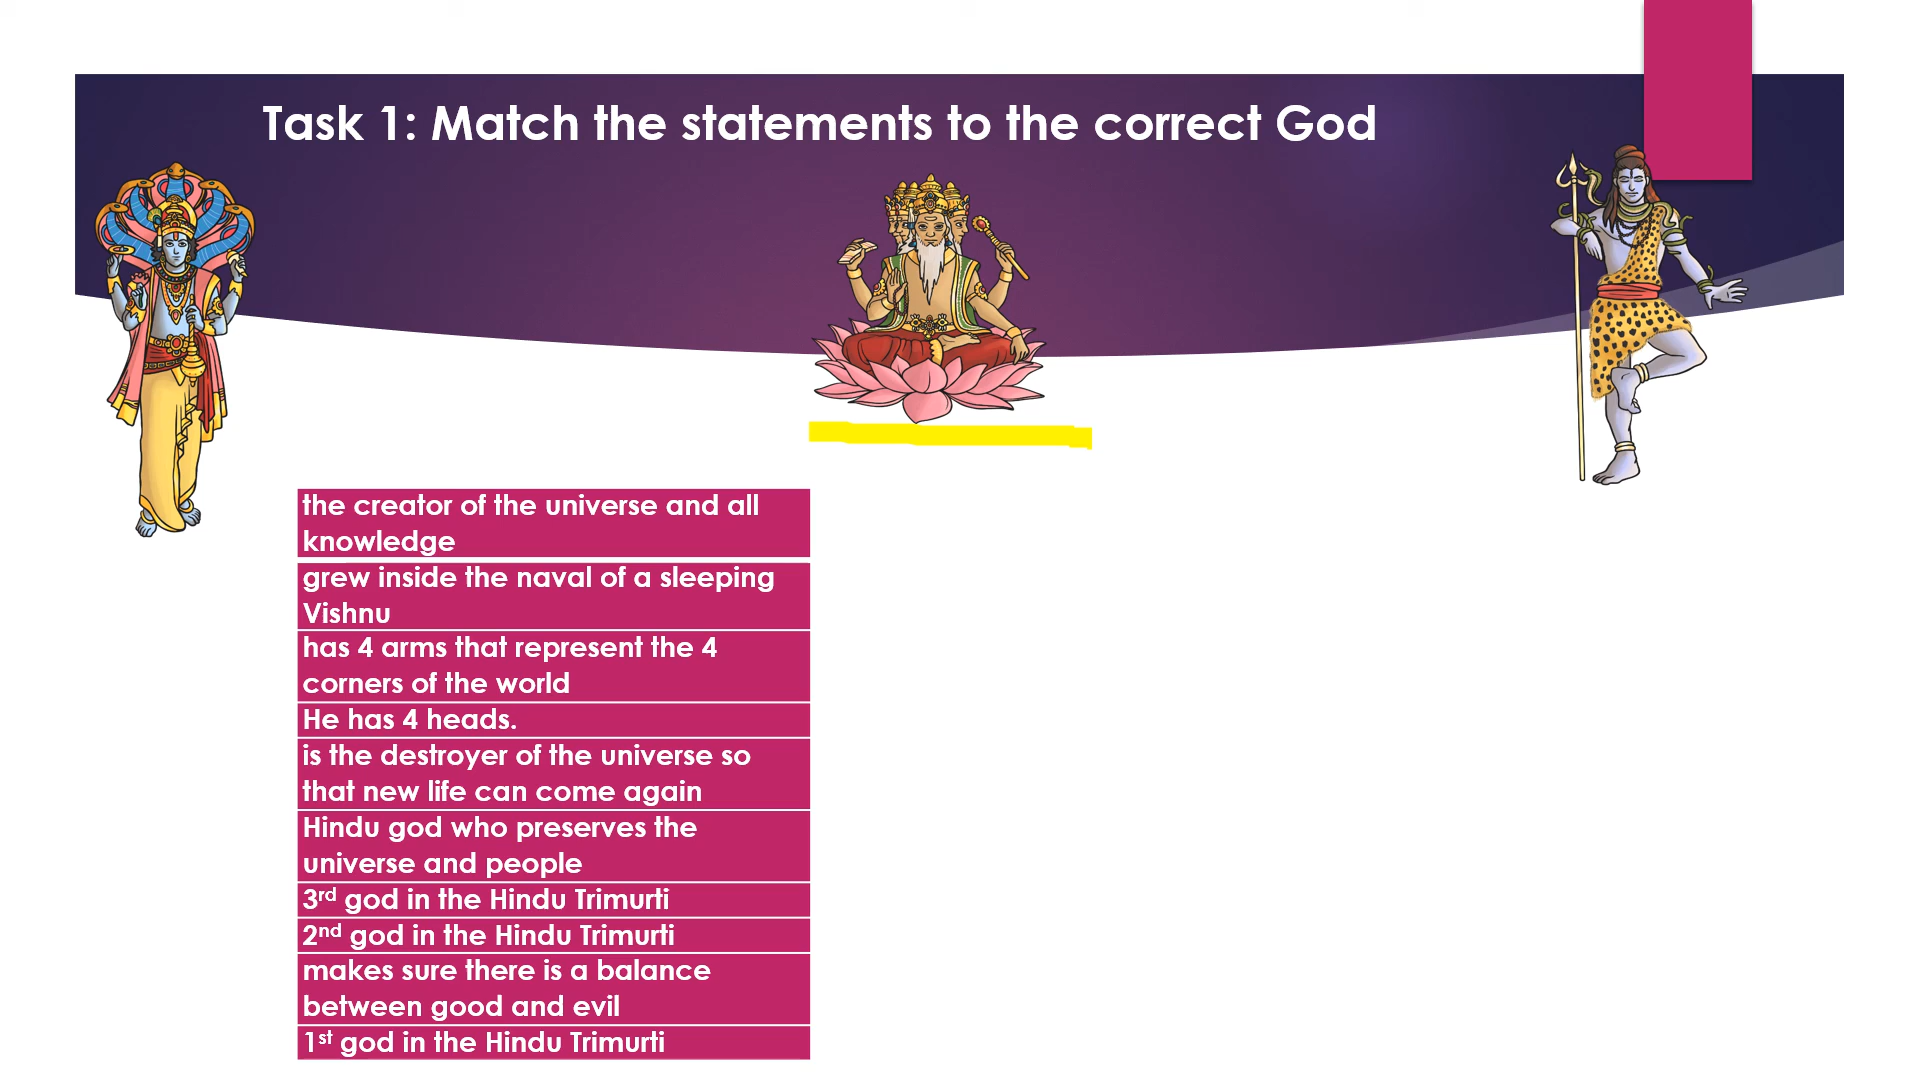 Task 1: Match the statements to the correct God
the creator of the universe and all
knowledge
grew inside the naval of a sleeping
Vishnu
has 4 arms that represent the 4
corners of the world
He has 4 heads.
is the destroyer of the universe so
that new life can come again
Hindu god who preserves the
universe and people
3rd god in the Hindu Trimurti
2nd god in the Hindu Trimurti
makes sure there is a balance
between good and evil
1st god in the Hindu Trimurti